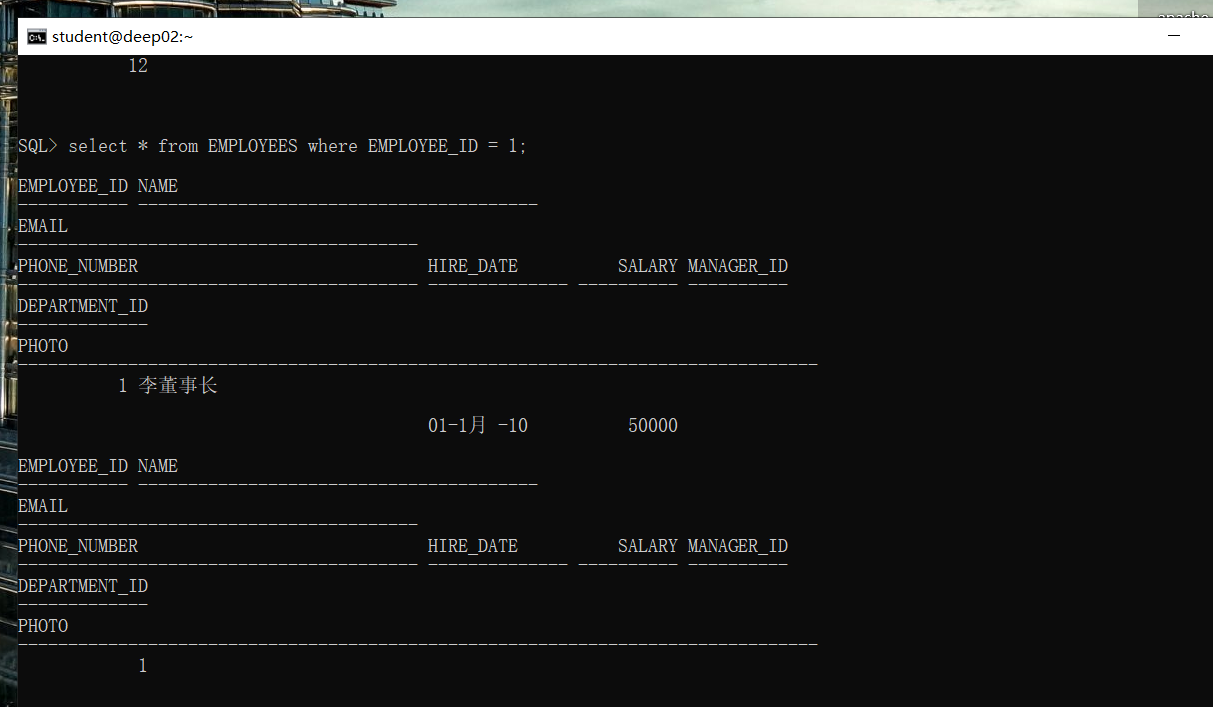 apache
student@deep02:~
12
SQL> select * from EMPLOYEES where EMPLOYEE_ID = 1;
EMPLOYEE_ID NAME
----------- ----------------------------------------
EMAIL
----------------------------------------
PHONE_NUMBER                             HIRE_DATE          SALARY MANAGER_ID
---------------------------------------- -------------- ---------- ----------
DEPARTMENT_ID
-------------
PHOTO
--------------------------------------------------------------------------------
          1 李董事长
                                         01-1月 -10          50000
EMPLOYEE_ID NAME
----------- ----------------------------------------
EMAIL
----------------------------------------
PHONE_NUMBER                             HIRE_DATE          SALARY MANAGER_ID
---------------------------------------- -------------- ---------- ----------
DEPARTMENT_ID
-------------
PHOTO
--------------------------------------------------------------------------------
            1